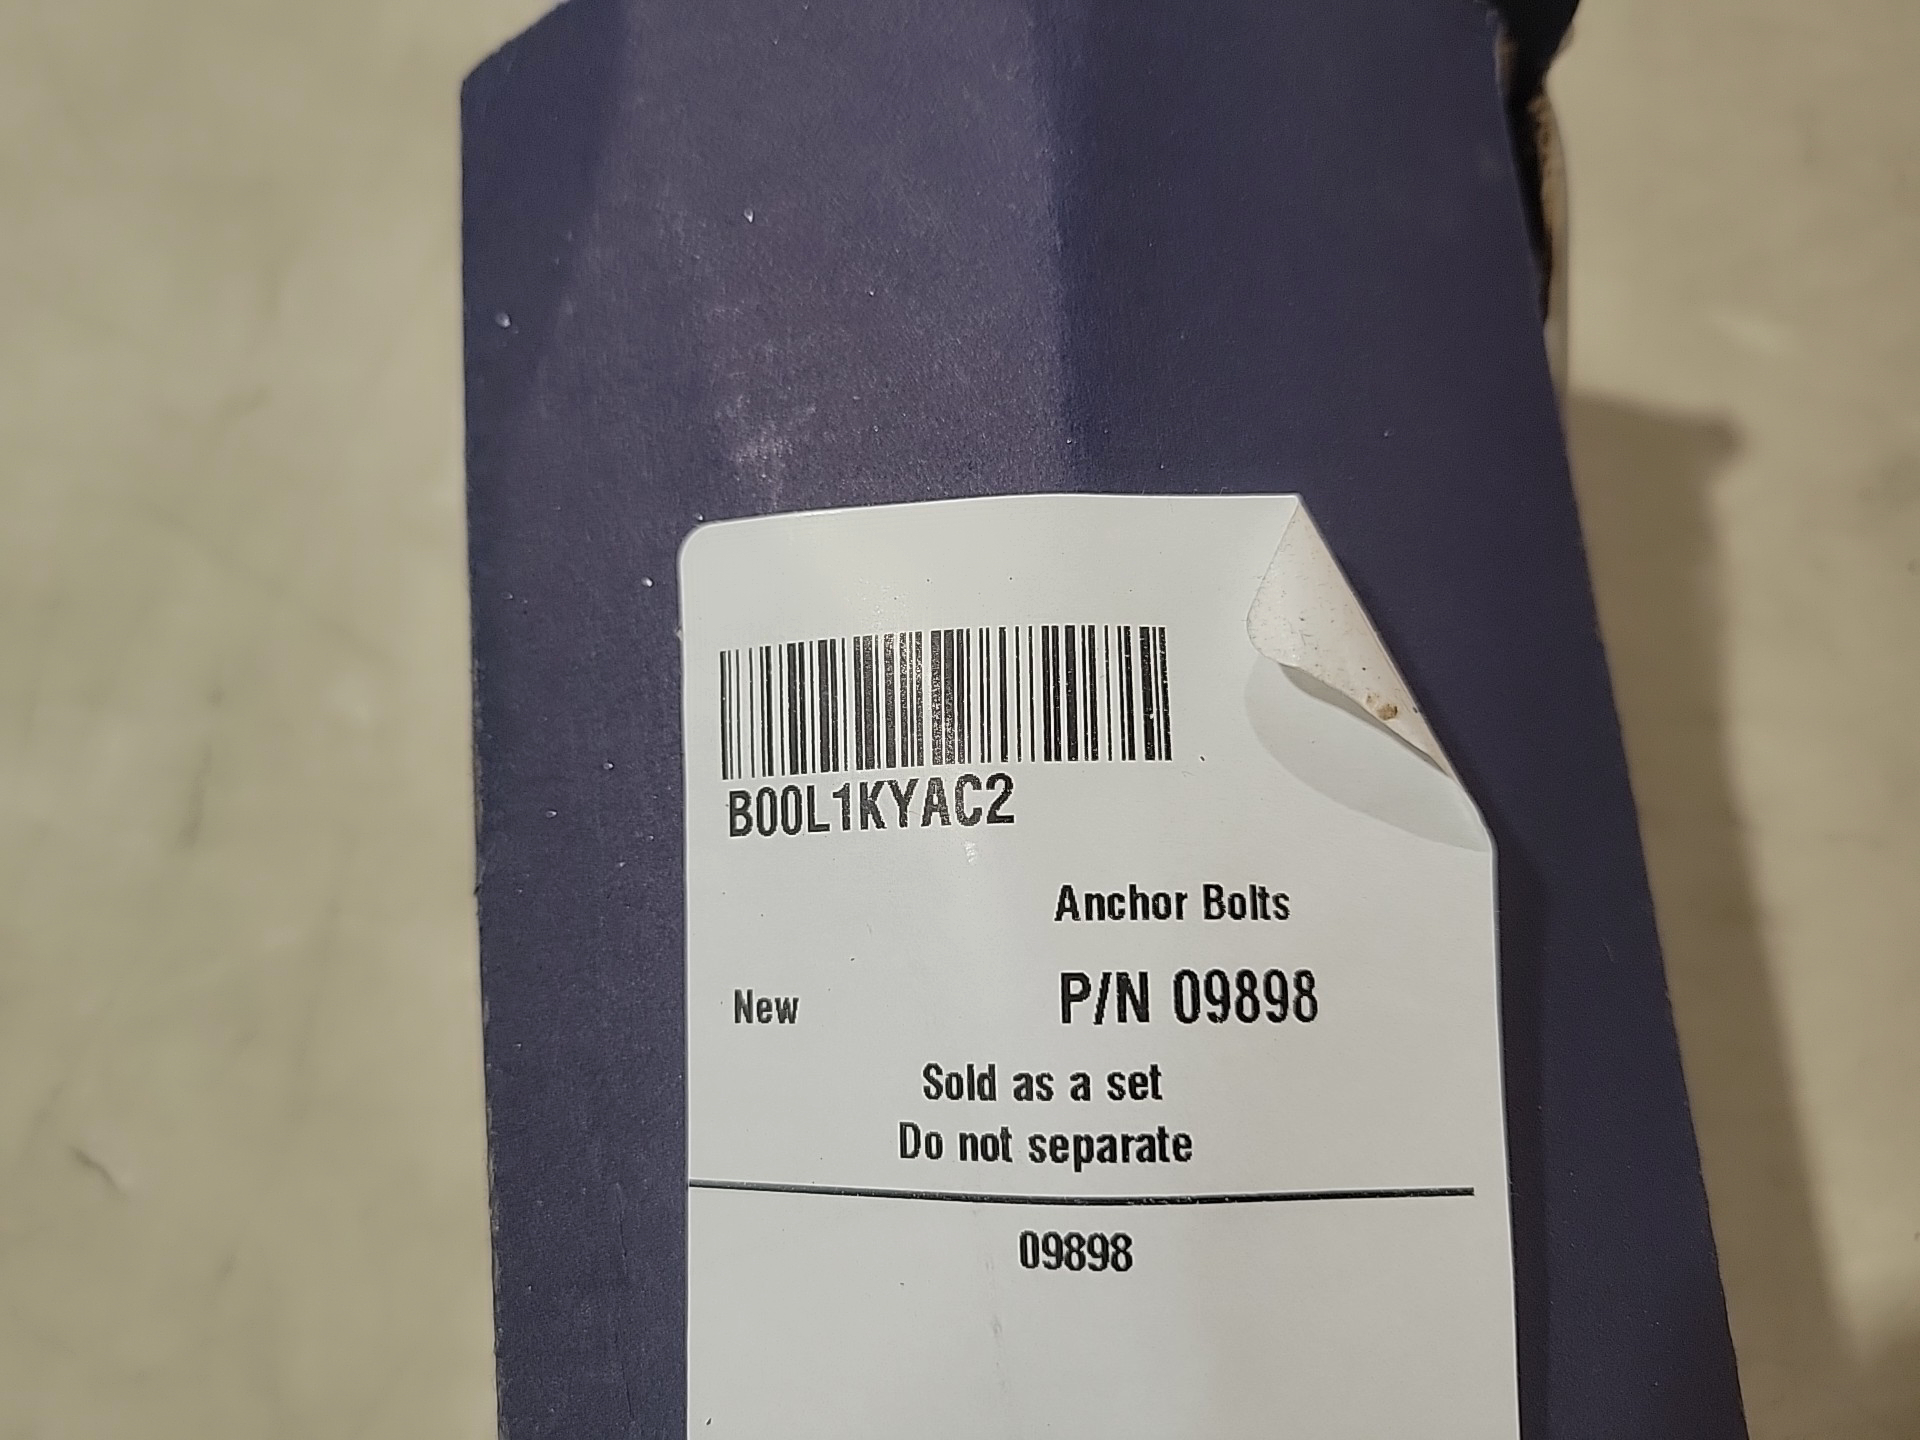 B00L1KYAC2
Anchor Bolts
New P/N 09898
Sold as a set
Do not separate
09898